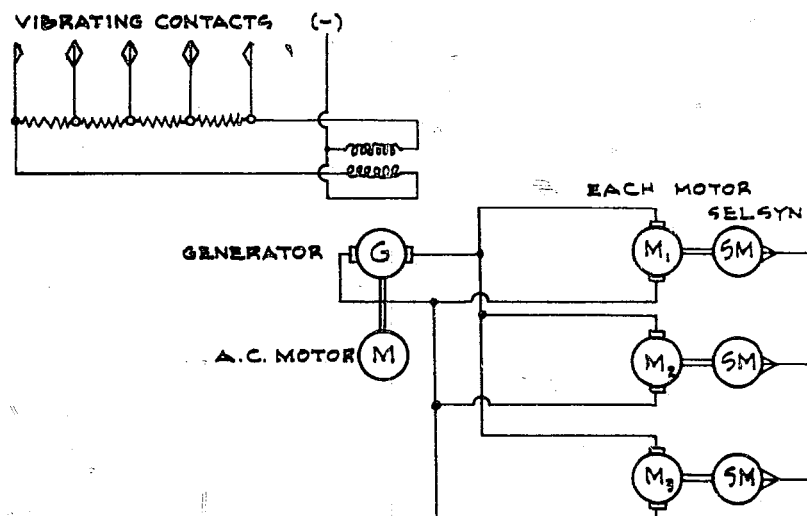 VIBRATING CONTACTS (-)
EACH MOTOR
SELSYN
GENERATOR
G
M₁
SM
A.C. MOTOR
M
M₂
SM
M₃
SM